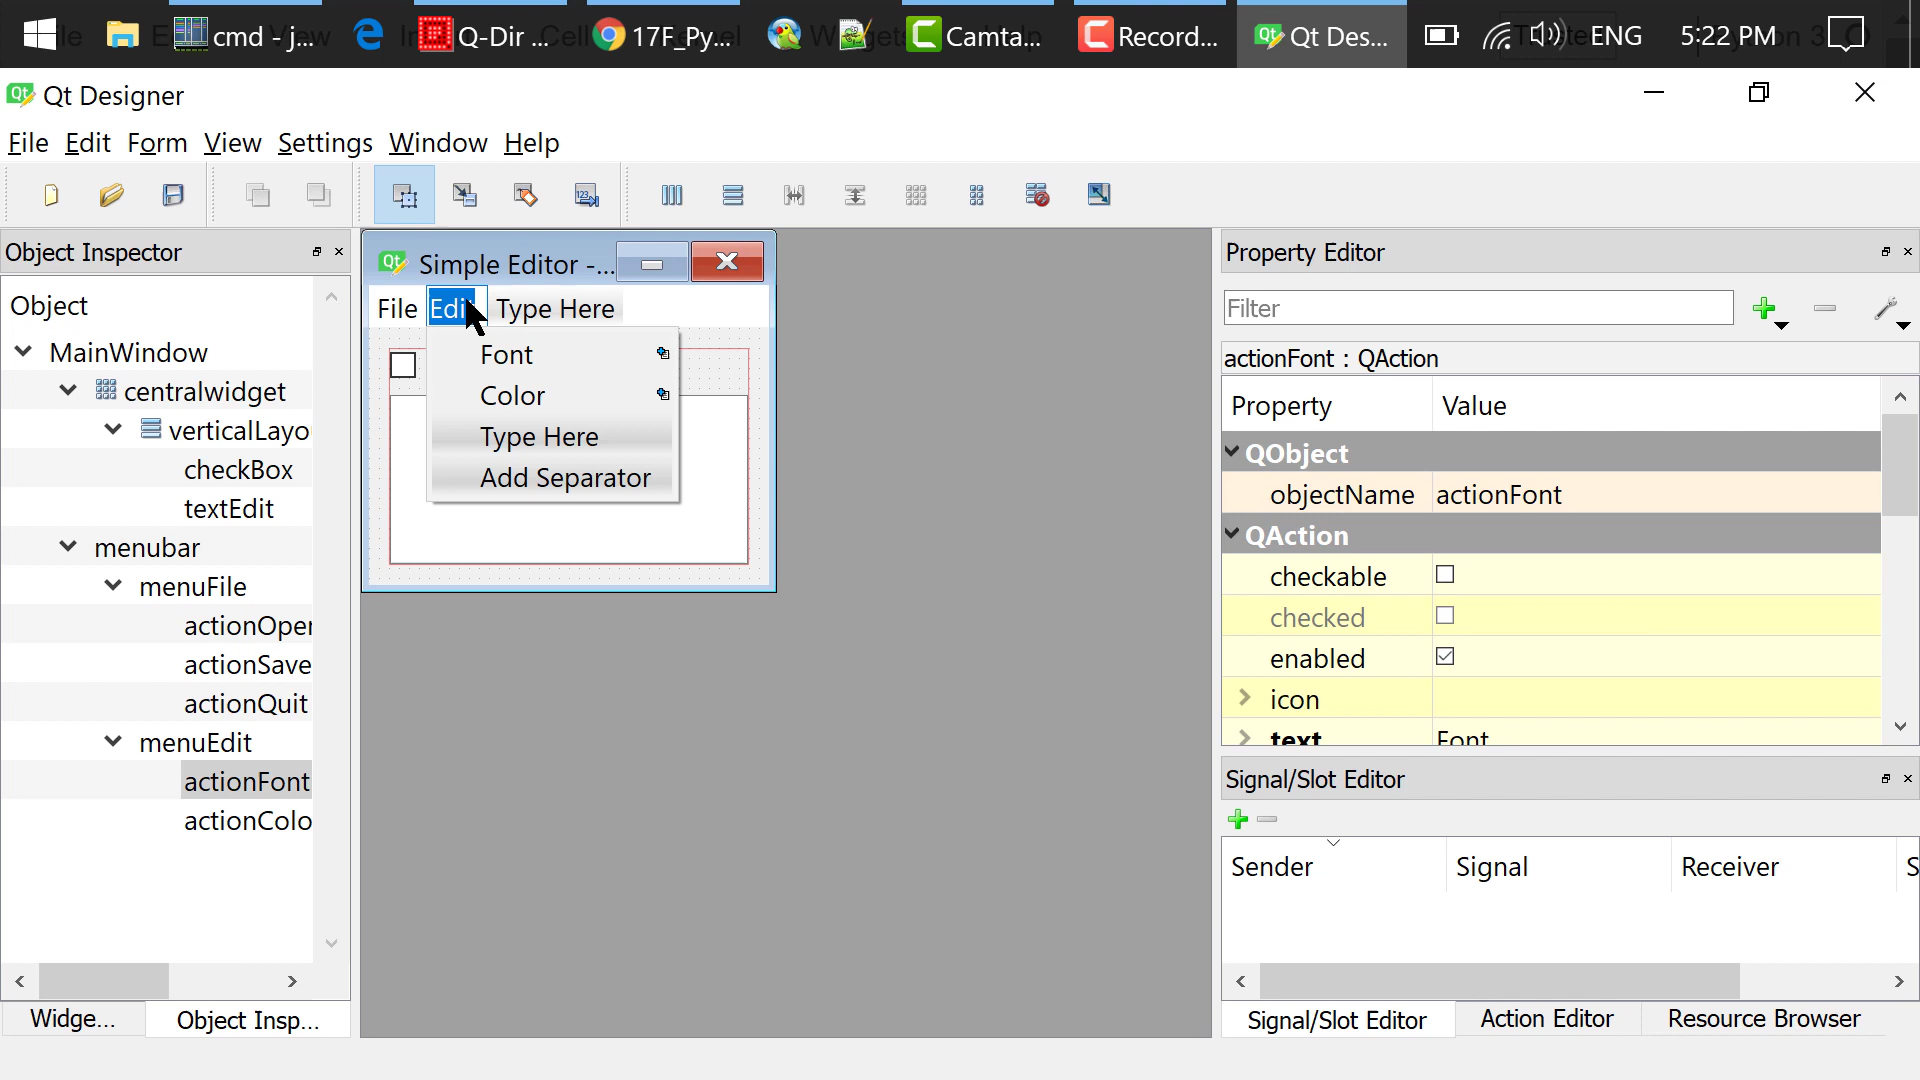 cmd - j...
Q-Dir ...
17F_Py...
Camta...
Record...
Qt Des...
ENG
5:22 PM
Qt Designer
File Edit Form View Settings Window Help
Object Inspector
Object
MainWindow
centralwidget
verticalLayo
checkBox
textEdit
menubar
menuFile
actionOper
actionSave
actionQuit
menuEdit
actionFont
actionColo
Widge...
Object Insp...
Simple Editor -...
File Edit Type Here
Font
Color
Type Here
Add Separator
Property Editor
Filter
actionFont : QAction
Property Value
QObject
objectName actionFont
QAction
checkable
checked
enabled
icon
text Font
Signal/Slot Editor
Sender Signal Receiver S
Signal/Slot Editor Action Editor Resource Browser